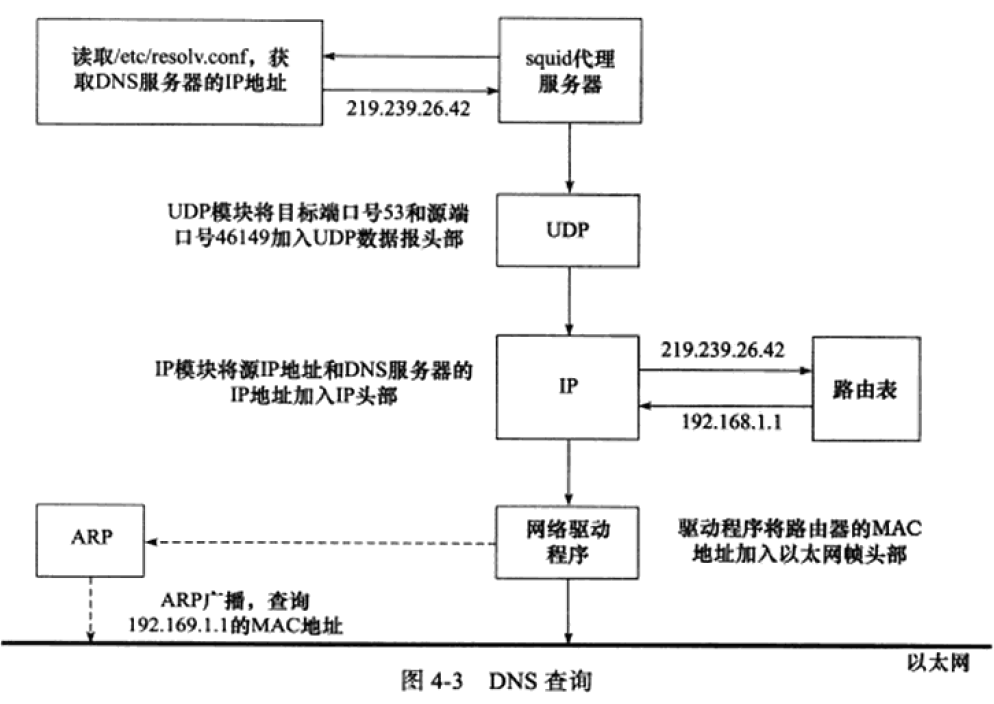 读取/etc/resolv.conf，获
取DNS服务器的IP地址
squid代理
服务器
219.239.26.42
UDP模块将目标端口号53和源端
口号46149加入UDP数据报头部
UDP
IP模块将源IP地址和DNS服务器的
IP地址加入IP头部
IP
219.239.26.42
192.168.1.1
路由表
ARP
网络驱动
程序
驱动程序将路由器的MAC
地址加入以太网帧头部
ARP广播，查询
192.169.1.1的MAC地址
以太网
图 4-3 DNS 查询